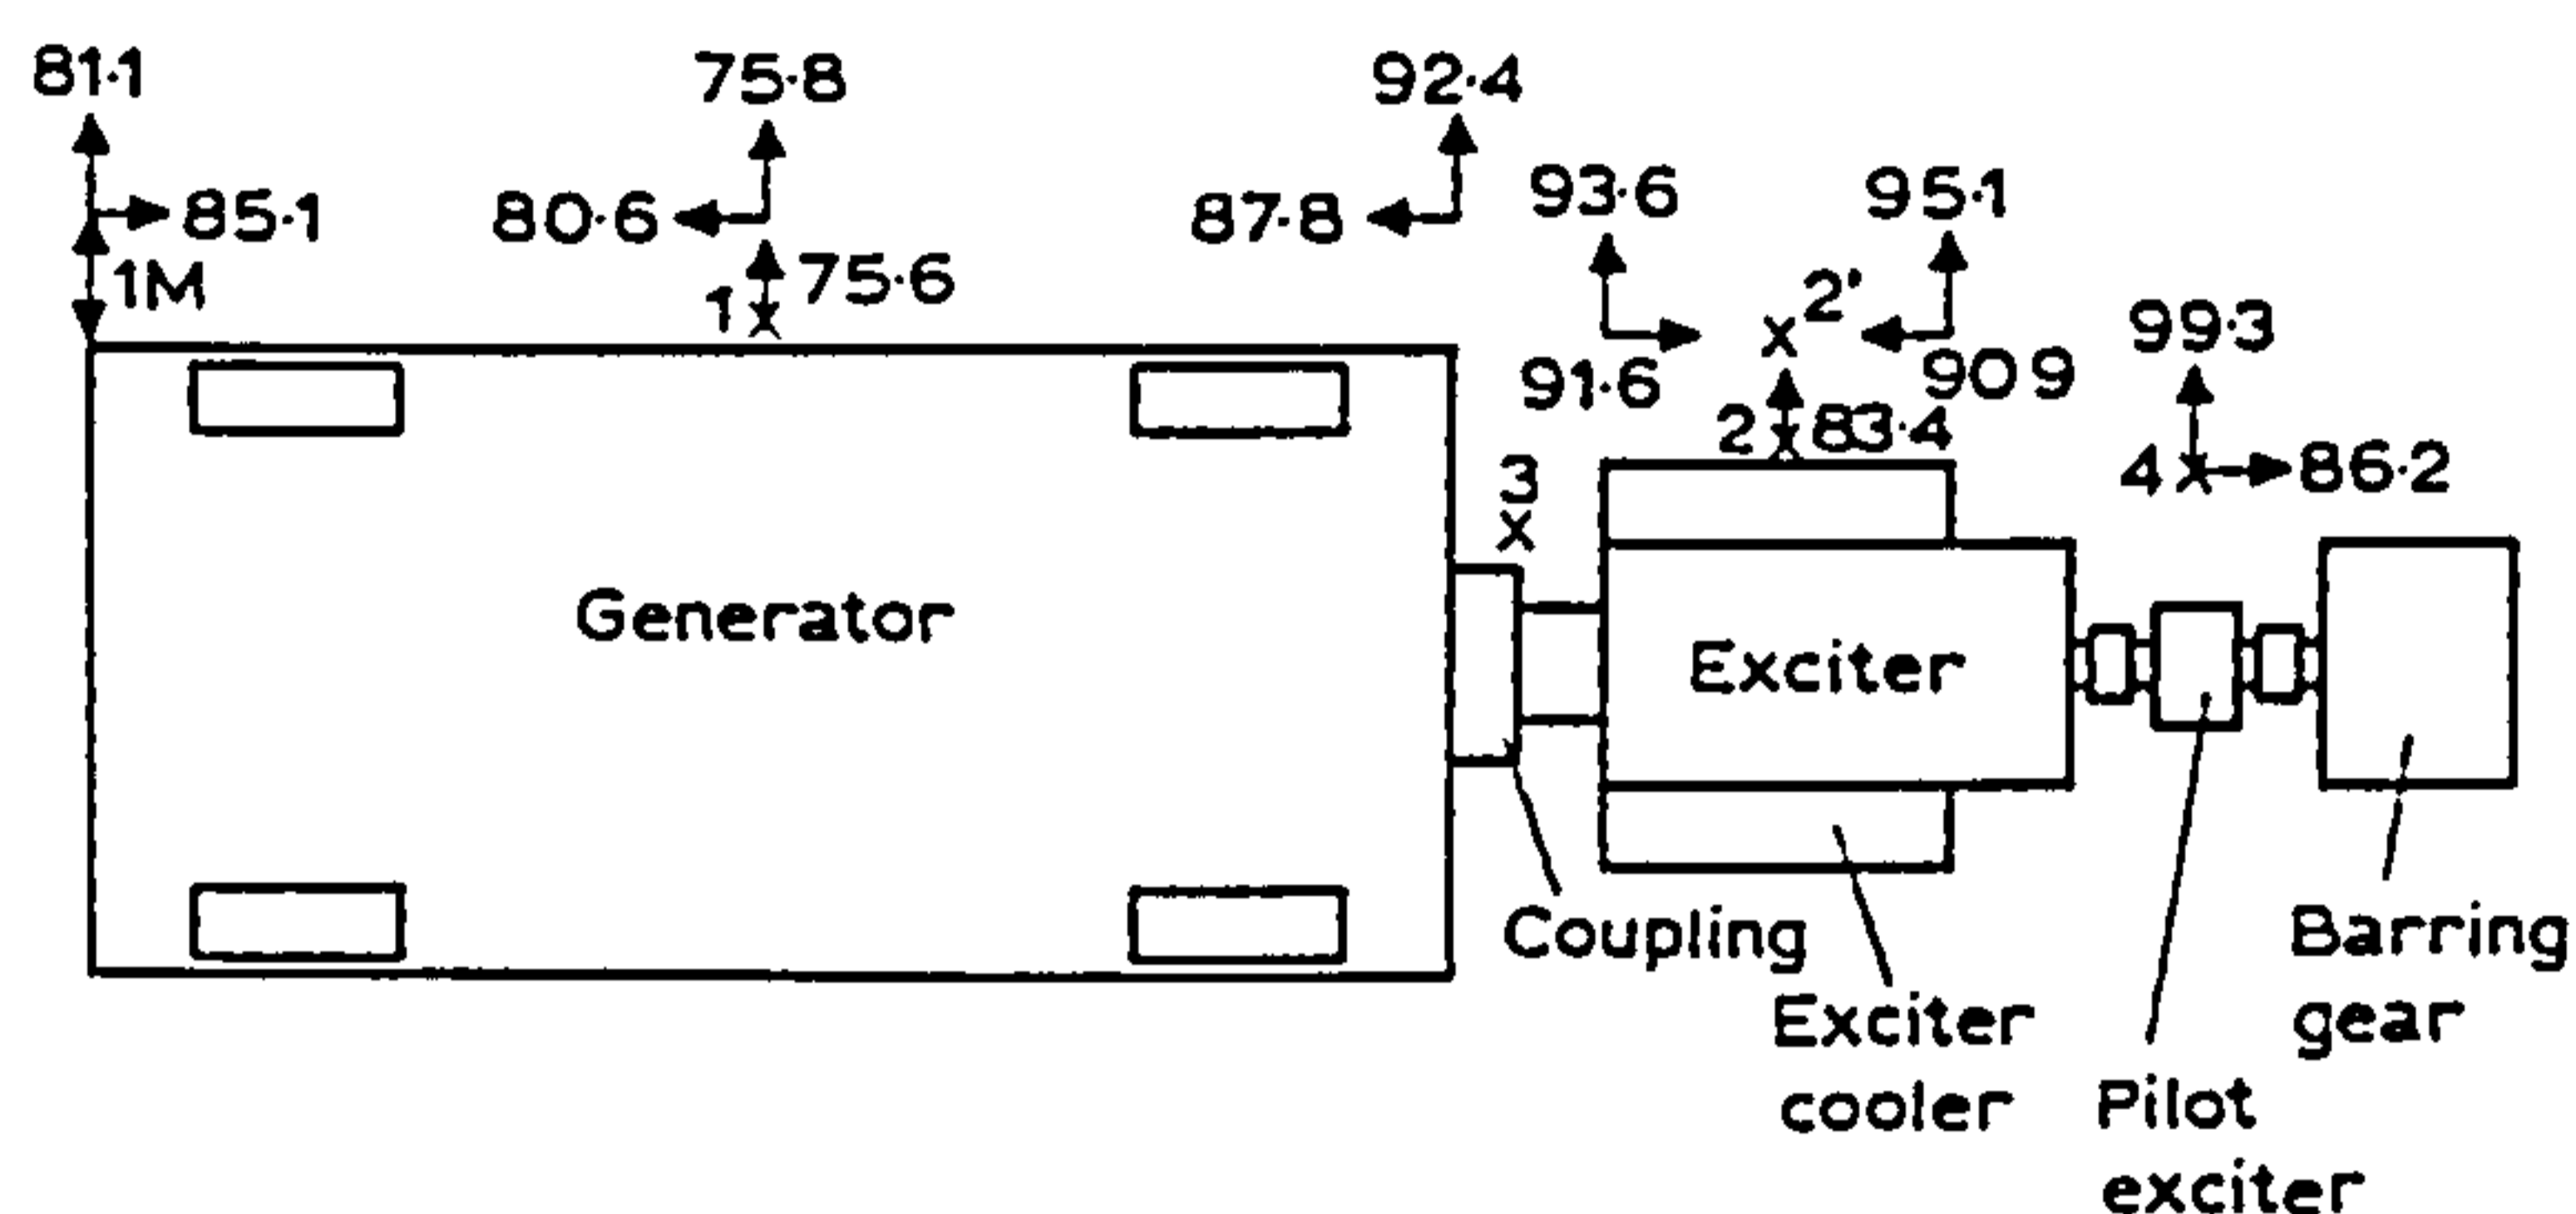 81·1
75·8
92·4
85·1
80·6
87·8
93·6
95·1
1M
1
75·6
2'
91·6
90 9
99·3
2
83·4
4
86·2
3
Generator
Exciter
Coupling
Exciter
cooler
Pilot
exciter
Barring
gear